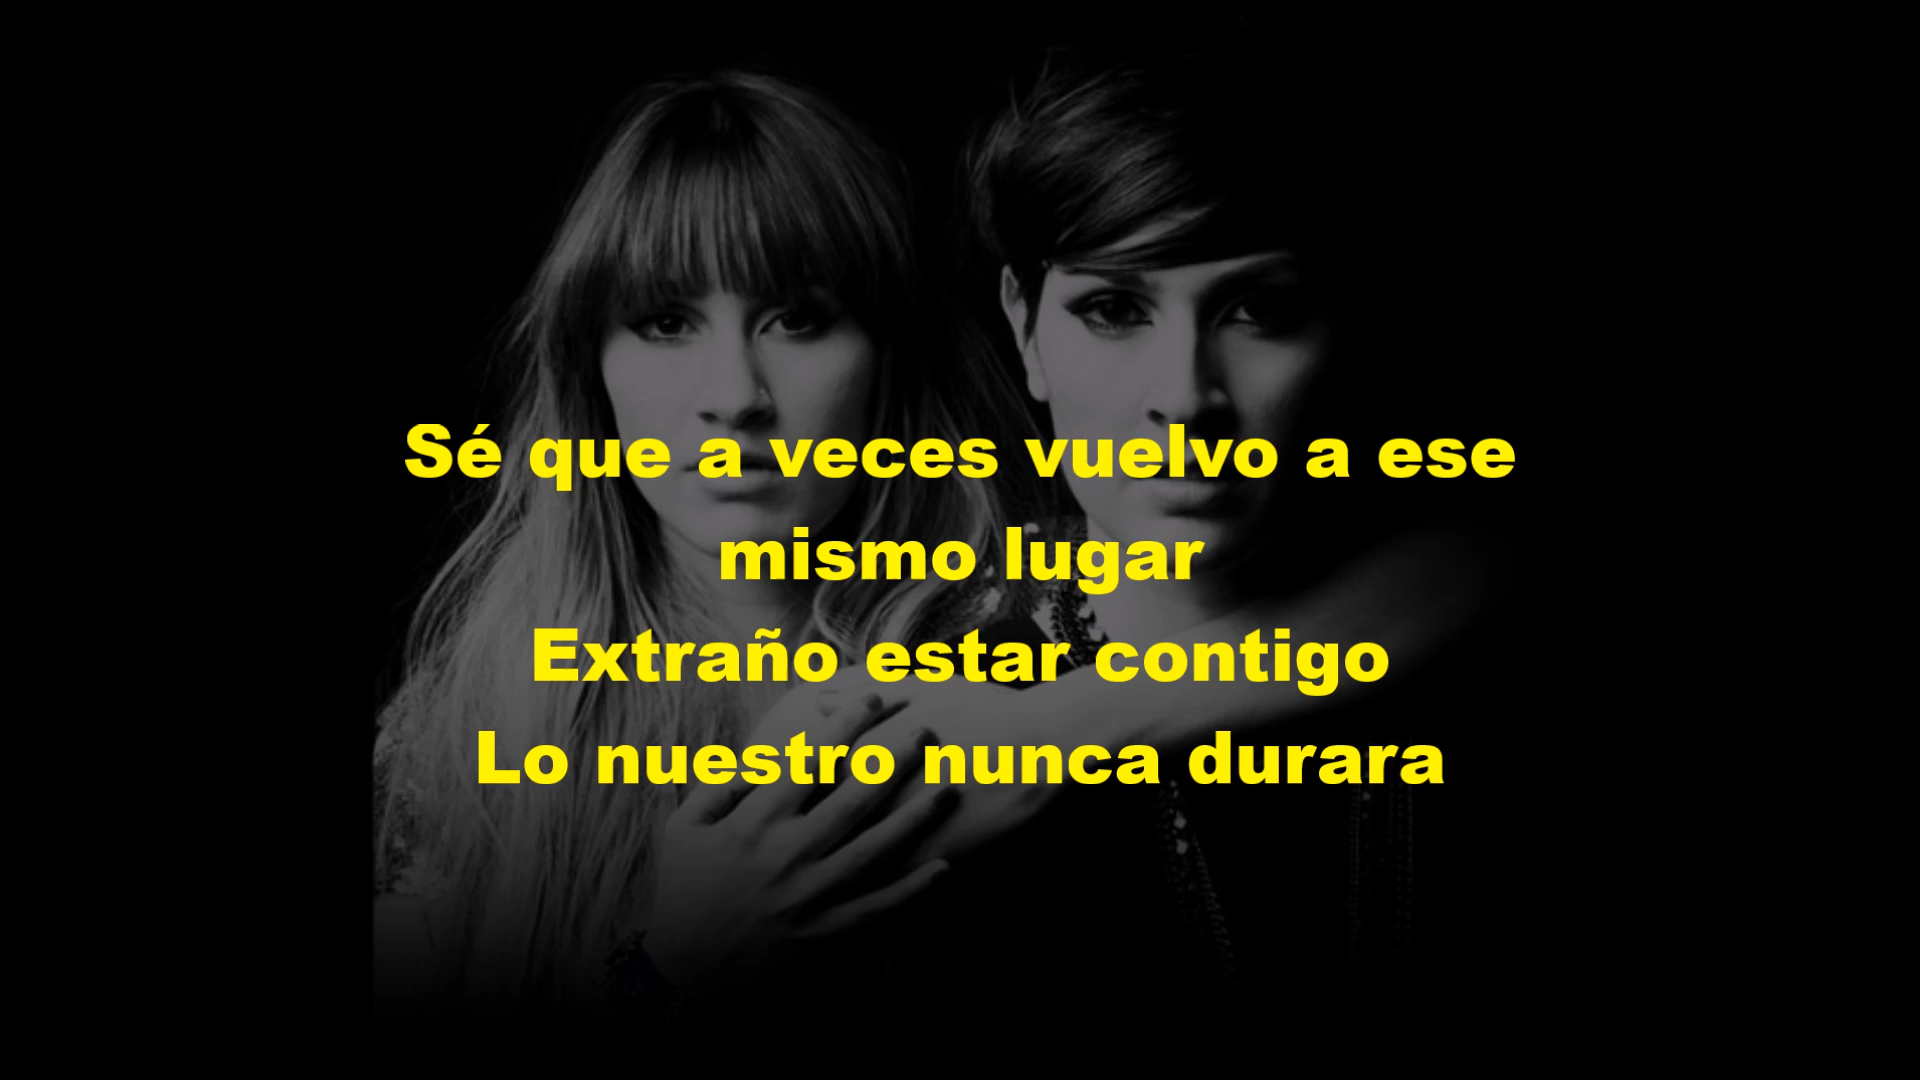 Sé que a veces vuelvo a ese
mismo lugar
Extraño estar contigo
Lo nuestro nunca durara